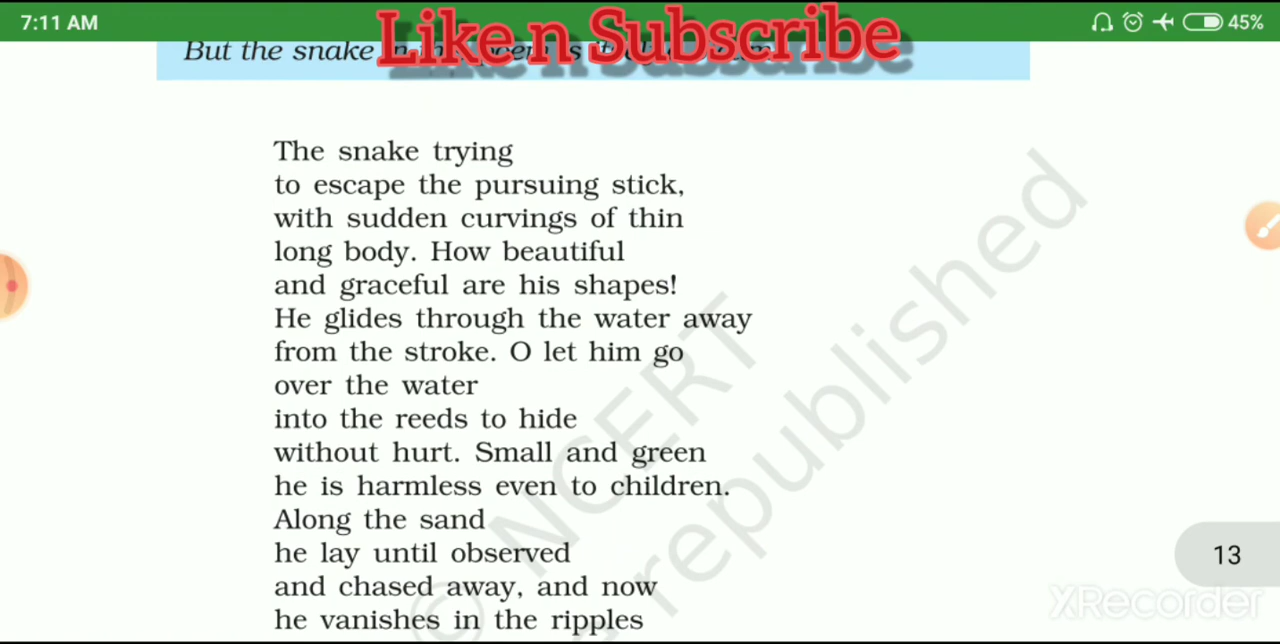 7:11 AM
45%
Like n Subscribe
But the snake
The snake trying
to escape the pursuing stick,
with sudden curvings of thin
long body. How beautiful
and graceful are his shapes!
He glides through the water away
from the stroke. O let him go
over the water
into the reeds to hide
without hurt. Small and green
he is harmless even to children.
Along the sand
he lay until observed
and chased away, and now
he vanishes in the ripples
© NCERT
republished
13
XRecorder